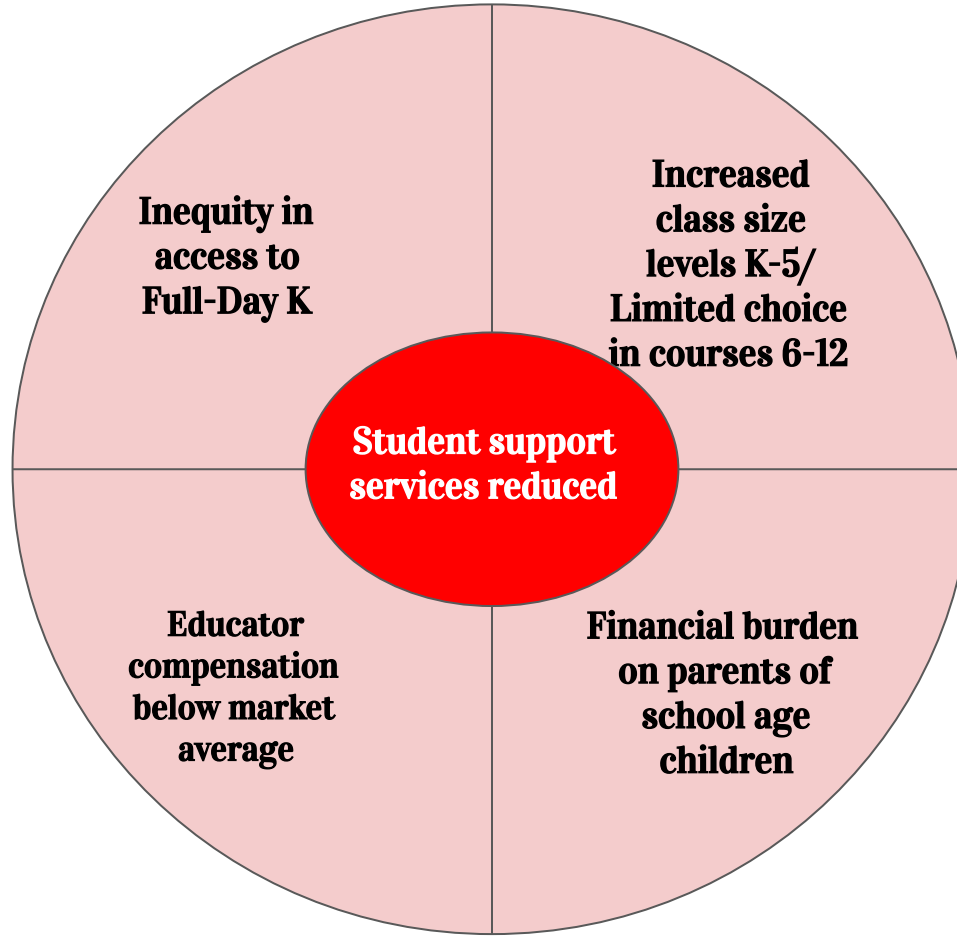 Inequity in
access to
Full-Day K
Increased
class size
levels K-5/
Limited choice
in courses 6-12
Student support
services reduced
Educator
compensation
below market
average
Financial burden
on parents of
school age
children